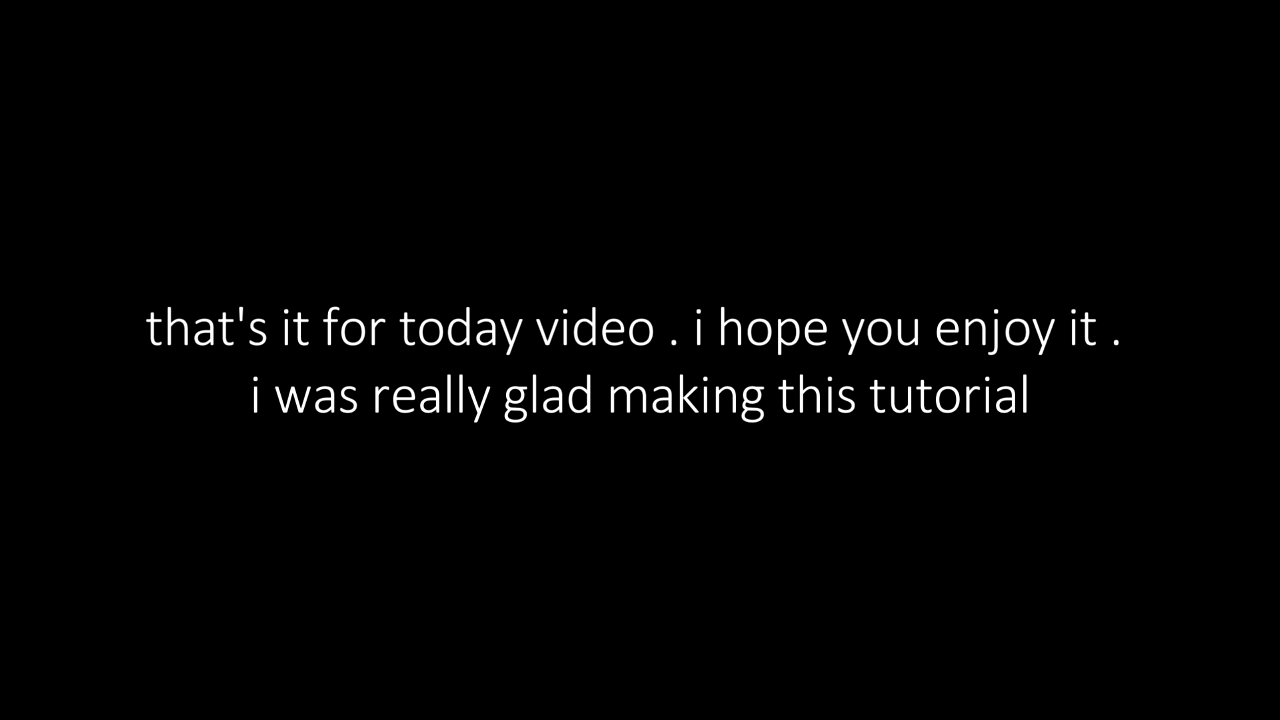 that's it for today video . i hope you enjoy it .
i was really glad making this tutorial